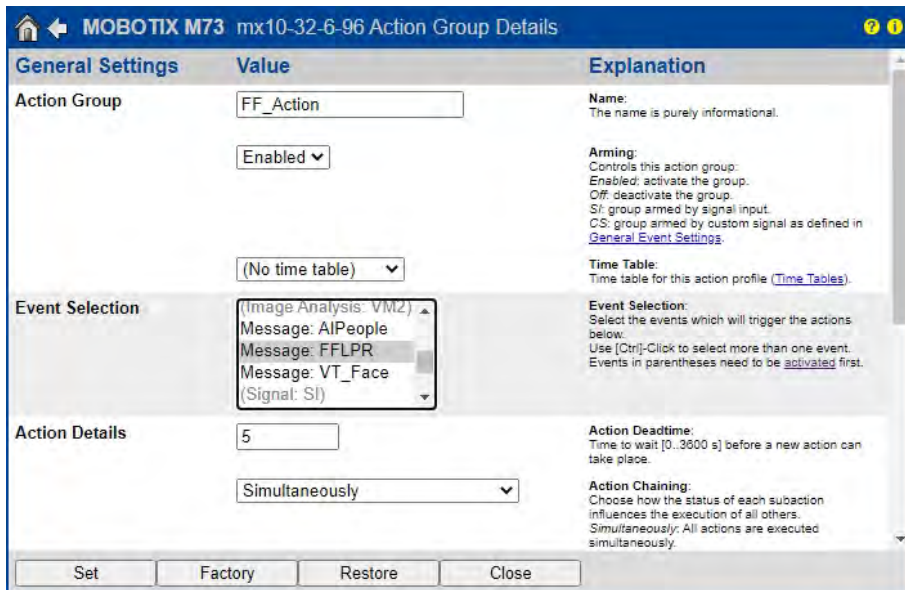 MOBOTIX M73 mx10-32-6-96 Action Group Details
? i
General Settings Value Explanation
Action Group
FF_Action
Name:
The name is purely informational.
Enabled
Arming:
Controls this action group:
Enabled: activate the group.
Off: deactivate the group.
SI: group armed by signal input.
CS: group armed by custom signal as defined in
General Event Settings.
(No time table)
Time Table:
Time table for this action profile (Time Tables).
Event Selection
(Image Analysis: VM2)
Message: AIPeople
Message: FFLPR
Message: VT_Face
(Signal: SI)
Event Selection:
Select the events which will trigger the actions
below.
Use [Ctrl]-Click to select more than one event.
Events in parentheses need to be activated first.
Action Details
5
Action Deadtime:
Time to wait [0..3600 s] before a new action can
take place.
Simultaneously
Action Chaining:
Choose how the status of each subaction
influences the execution of all others.
Simultaneously: All actions are executed
simultaneously.
Set Factory Restore Close